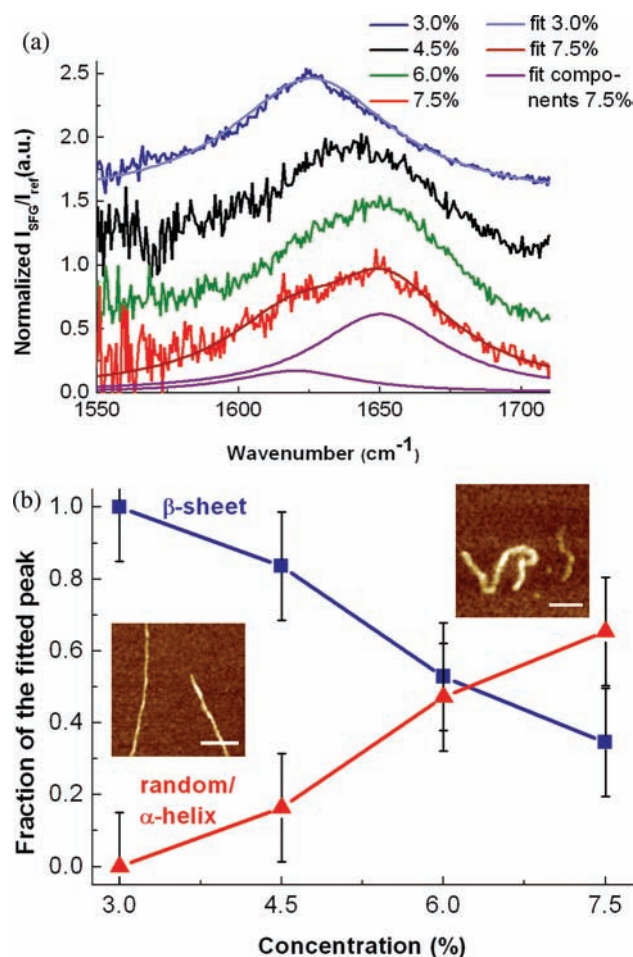 (a)
3.0%
fit 3.0%
4.5%
fit 7.5%
6.0%
fit compo-
7.5%
nents 7.5%
2.5
2.0
1.5
1.0
0.5
0.0
Normalized I_SFG/I_ref(a.u.)
1550
1600
1650
1700
Wavenumber (cm⁻¹)
(b)
1.0
0.8
0.6
0.4
0.2
0.0
Fraction of the fitted peak
β-sheet
random/
α-helix
3.0
4.5
6.0
7.5
Concentration (%)